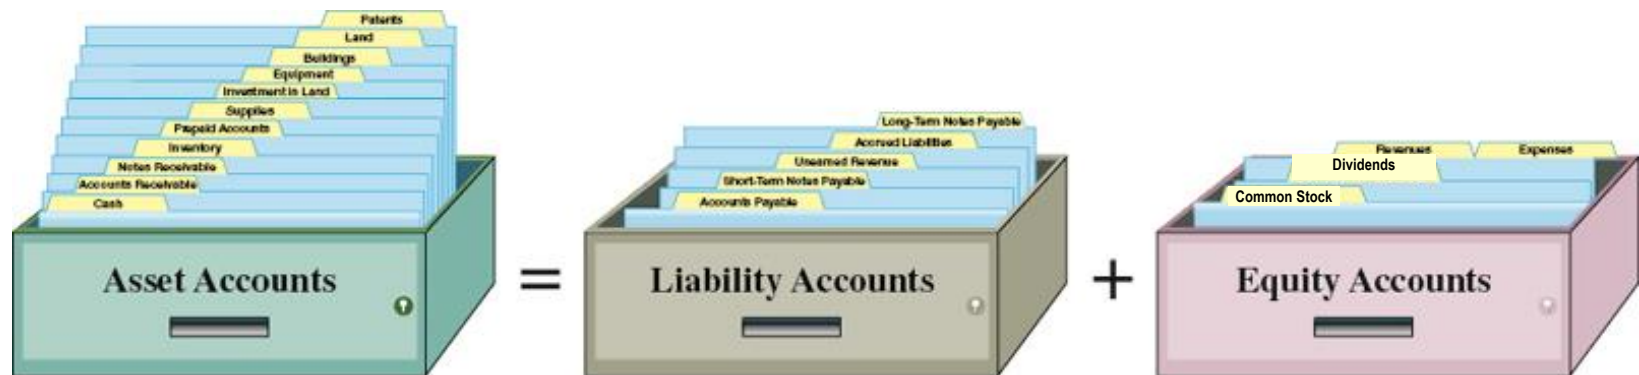 Patents
Land
Buildings
Equipment
Investment in Land
Supplies
Prepaid Accounts
Inventory
Notes Receivable
Accounts Receivable
Cash
Asset Accounts
=
Long-Term Notes Payable
Accrued Liabilities
Unearned Revenue
Short-Term Notes Payable
Accounts Payable
Liability Accounts
+
Revenues
Expenses
Dividends
Common Stock
Equity Accounts